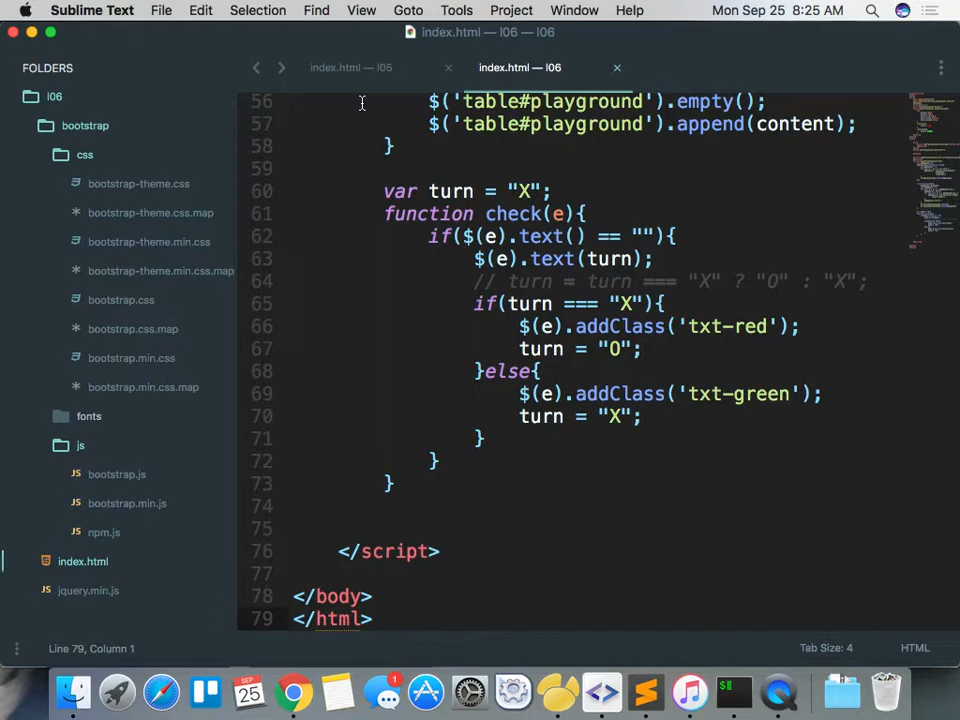 Sublime Text File Edit Selection Find View Goto Tools Project Window Help Mon Sep 25 8:25 AM
index.html — l06 — l06
FOLDERS
index.html — l05
index.html — l06
l06
bootstrap
css
bootstrap-theme.css
bootstrap-theme.css.map
bootstrap-theme.min.css
bootstrap-theme.min.css.map
bootstrap.css
bootstrap.css.map
bootstrap.min.css
bootstrap.min.css.map
fonts
js
JS bootstrap.js
JS bootstrap.min.js
JS npm.js
index.html
JS jquery.min.js
56 $('table#playground').empty();
57 $('table#playground').append(content);
58 }
59
60 var turn = "X";
61 function check(e){
62 if($(e).text() == ""){
63 $(e).text(turn);
64 // turn = turn === "X" ? "O" : "X";
65 if(turn === "X"){
66 $(e).addClass('txt-red');
67 turn = "O";
68 }else{
69 $(e).addClass('txt-green');
70 turn = "X";
71 }
72 }
73 }
74
75
76 </script>
77
78 </body>
79 </html>
Line 79, Column 1
Tab Size: 4
HTML
SEP
25
1
$